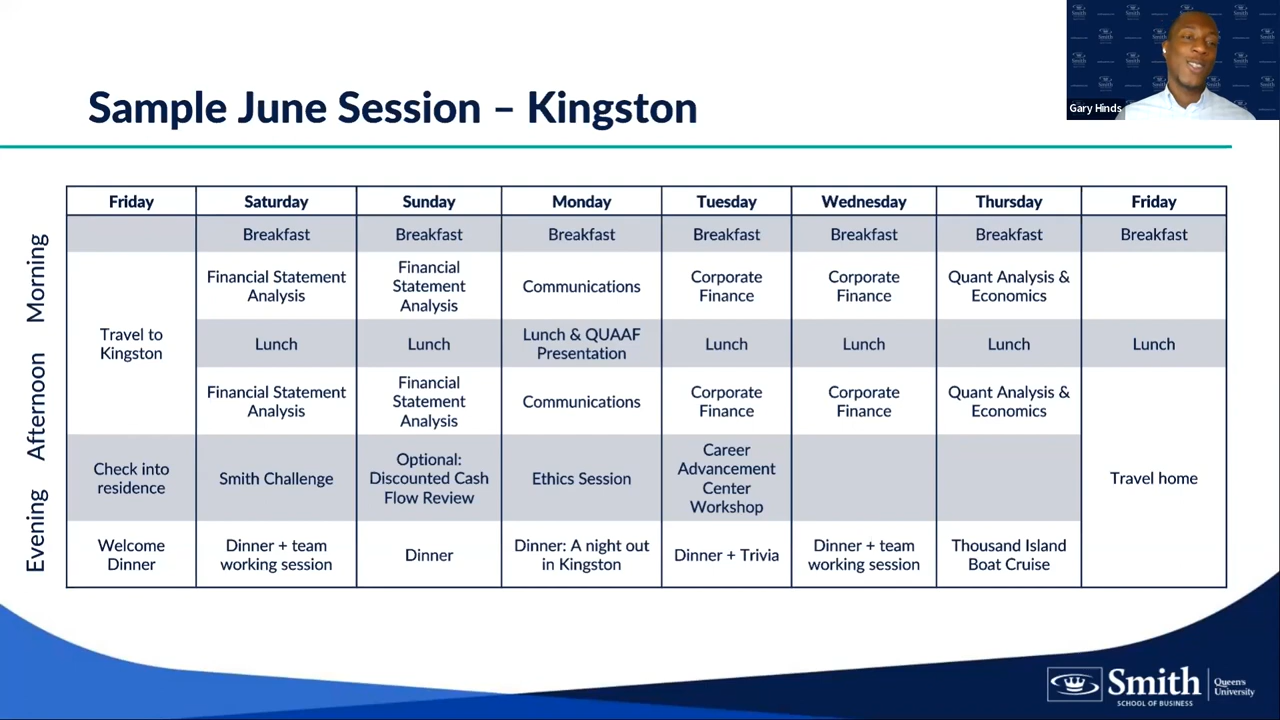 Sample June Session – Kingston
Gary Hinds
Friday Saturday Sunday Monday Tuesday Wednesday Thursday Friday
Morning
Breakfast Breakfast Breakfast Breakfast Breakfast Breakfast Breakfast
Travel to
Kingston
Financial Statement
Analysis
Financial
Statement
Analysis
Communications
Corporate
Finance
Corporate
Finance
Quant Analysis &
Economics
Afternoon
Lunch
Lunch
Lunch & QUAAF
Presentation
Lunch
Lunch
Lunch
Lunch
Financial Statement
Analysis
Financial
Statement
Analysis
Communications
Corporate
Finance
Corporate
Finance
Quant Analysis &
Economics
Evening
Check into
residence
Smith Challenge
Optional:
Discounted Cash
Flow Review
Ethics Session
Career
Advancement
Center
Workshop
Travel home
Welcome
Dinner
Dinner + team
working session
Dinner
Dinner: A night out
in Kingston
Dinner + Trivia
Dinner + team
working session
Thousand Island
Boat Cruise
Smith
SCHOOL OF BUSINESS
Queen's
University